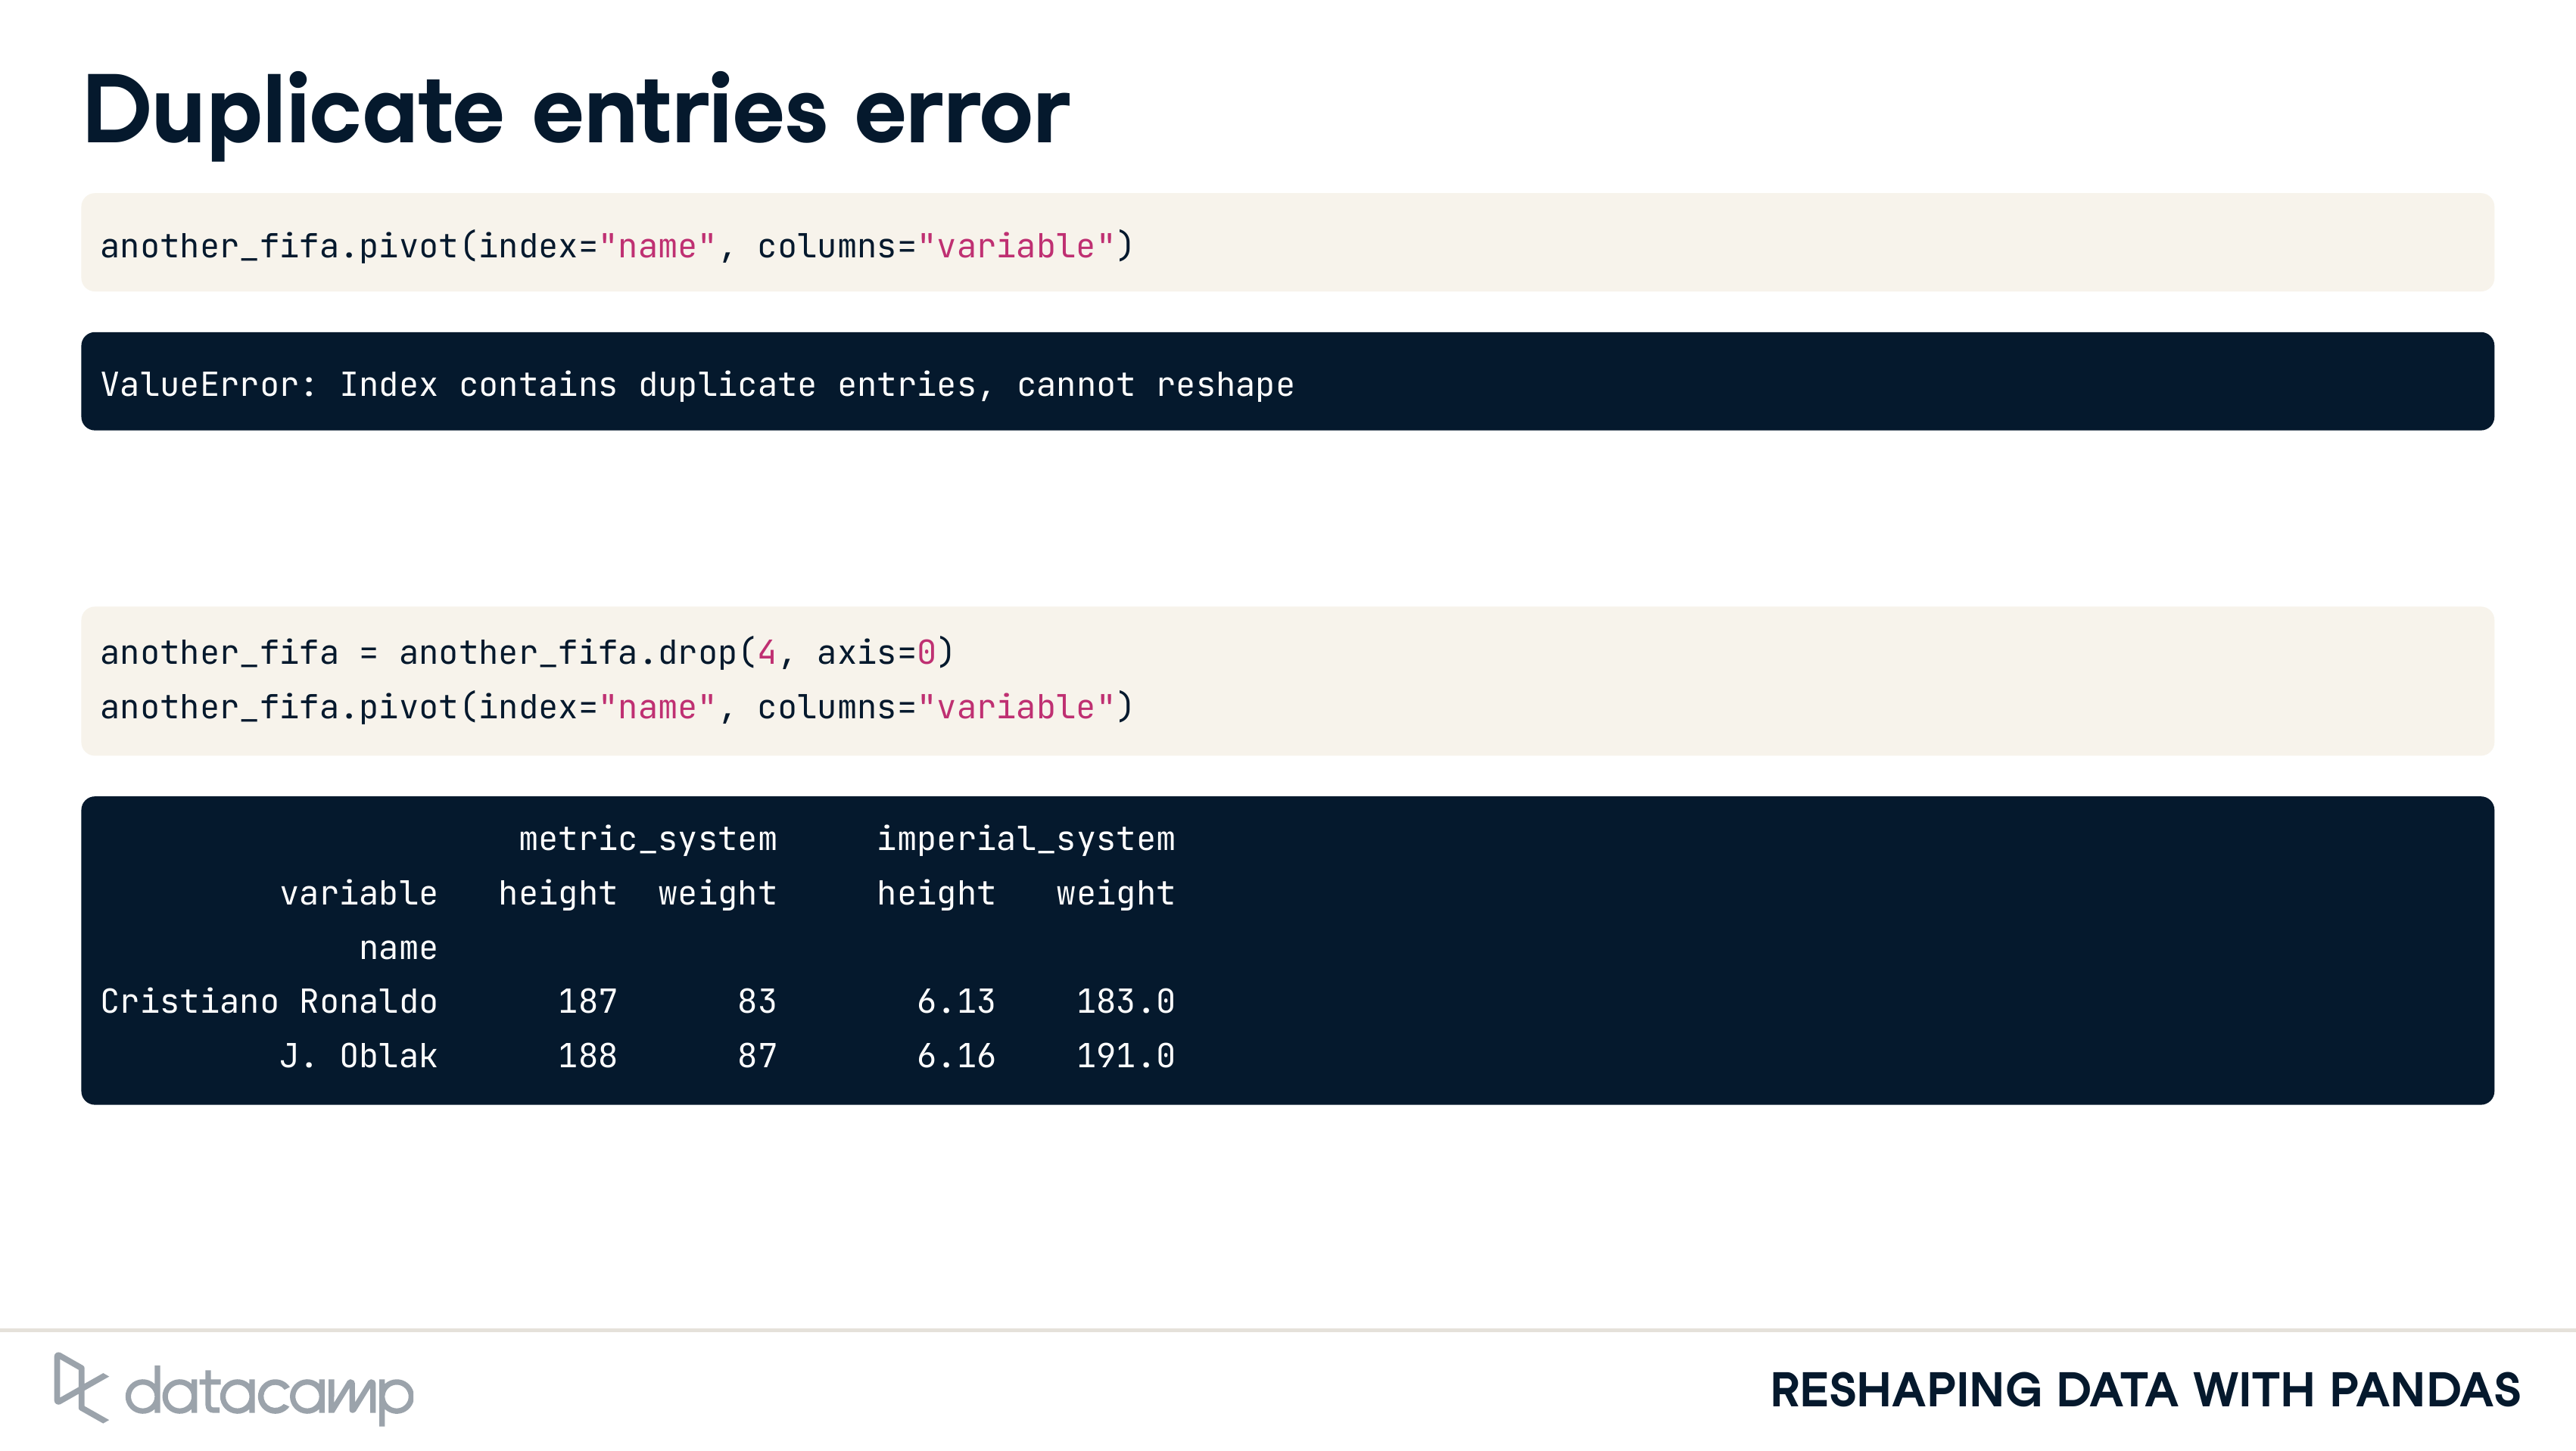 Duplicate entries error
another_fifa.pivot(index="name", columns="variable")
ValueError: Index contains duplicate entries, cannot reshape
another_fifa = another_fifa.drop(4, axis=0)
another_fifa.pivot(index="name", columns="variable")
metric_system imperial_system
variable height weight height weight
name
Cristiano Ronaldo 187 83 6.13 183.0
J. Oblak 188 87 6.16 191.0
datacamp
RESHAPING DATA WITH PANDAS